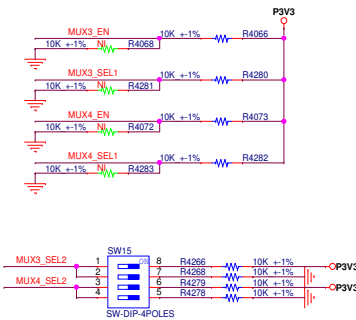 P3V3
MUX3_EN 10K +-1% R4066
10K +-1% NI R4068
MUX3_SEL1 10K +-1% R4280
10K +-1% NI R4281
MUX4_EN 10K +-1% R4073
10K +-1% NI R4072
MUX4_SEL1 10K +-1% R4282
10K +-1% NI R4283
SW15
MUX3_SEL2 1 ON 8 R4266 10K +-1% P3V3
2 7 R4268 10K +-1%
MUX4_SEL2 3 6 R4279 10K +-1% P3V3
4 5 R4278 10K +-1%
SW-DIP-4POLES